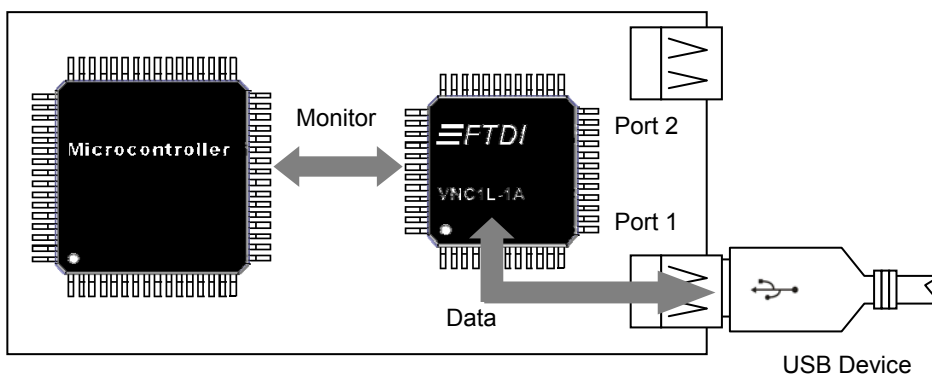 Microcontroller
Monitor
FTDI
VNC1L-1A
Port 2
Port 1
Data
USB Device